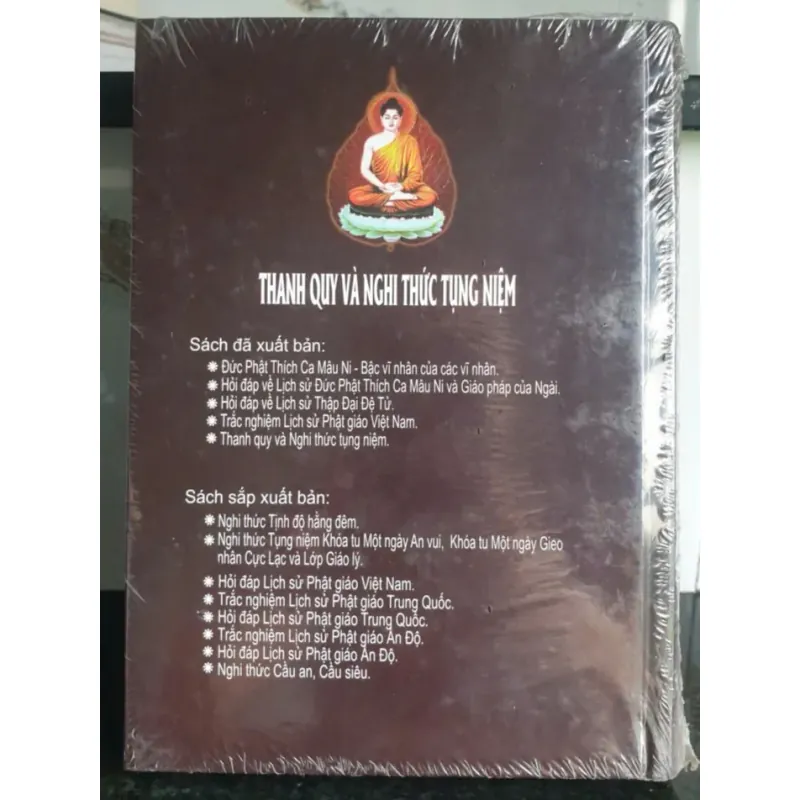 THANH QUY VÀ NGHI THỨC TỤNG NIỆM
Sách đã xuất bản:
❋ Đức Phật Thích Ca Mâu Ni - Bậc vĩ nhân của các vĩ nhân.
❋ Hỏi đáp về Lịch sử Đức Phật Thích Ca Mâu Ni và Giáo pháp của Ngài.
❋ Hỏi đáp về Lịch sử Thập Đại Đệ Tử.
❋ Trắc nghiệm Lịch sử Phật giáo Việt Nam.
❋ Thanh quy và Nghi thức tụng niệm.
Sách sắp xuất bản:
❋ Nghi thức Tịnh độ hằng đêm.
❋ Nghi thức Tụng niệm Khóa tu Một ngày An vui, Khóa tu Một ngày Gieo
nhân Cực Lạc và Lớp Giáo lý.
❋ Hỏi đáp Lịch sử Phật giáo Việt Nam.
❋ Trắc nghiệm Lịch sử Phật giáo Trung Quốc.
❋ Hỏi đáp Lịch sử Phật giáo Trung Quốc.
❋ Trắc nghiệm Lịch sử Phật giáo Ấn Độ.
❋ Hỏi đáp Lịch sử Phật giáo Ấn Độ.
❋ Nghi thức Cầu an, Cầu siêu.